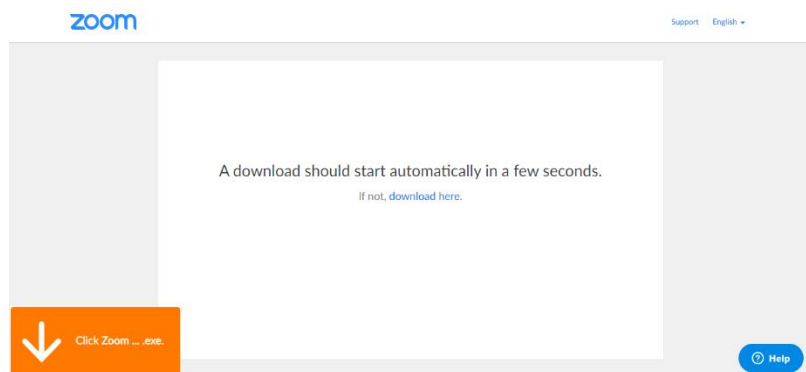 zoom
Support English
A download should start automatically in a few seconds.
If not, download here.
Click Zoom ... .exe.
Help